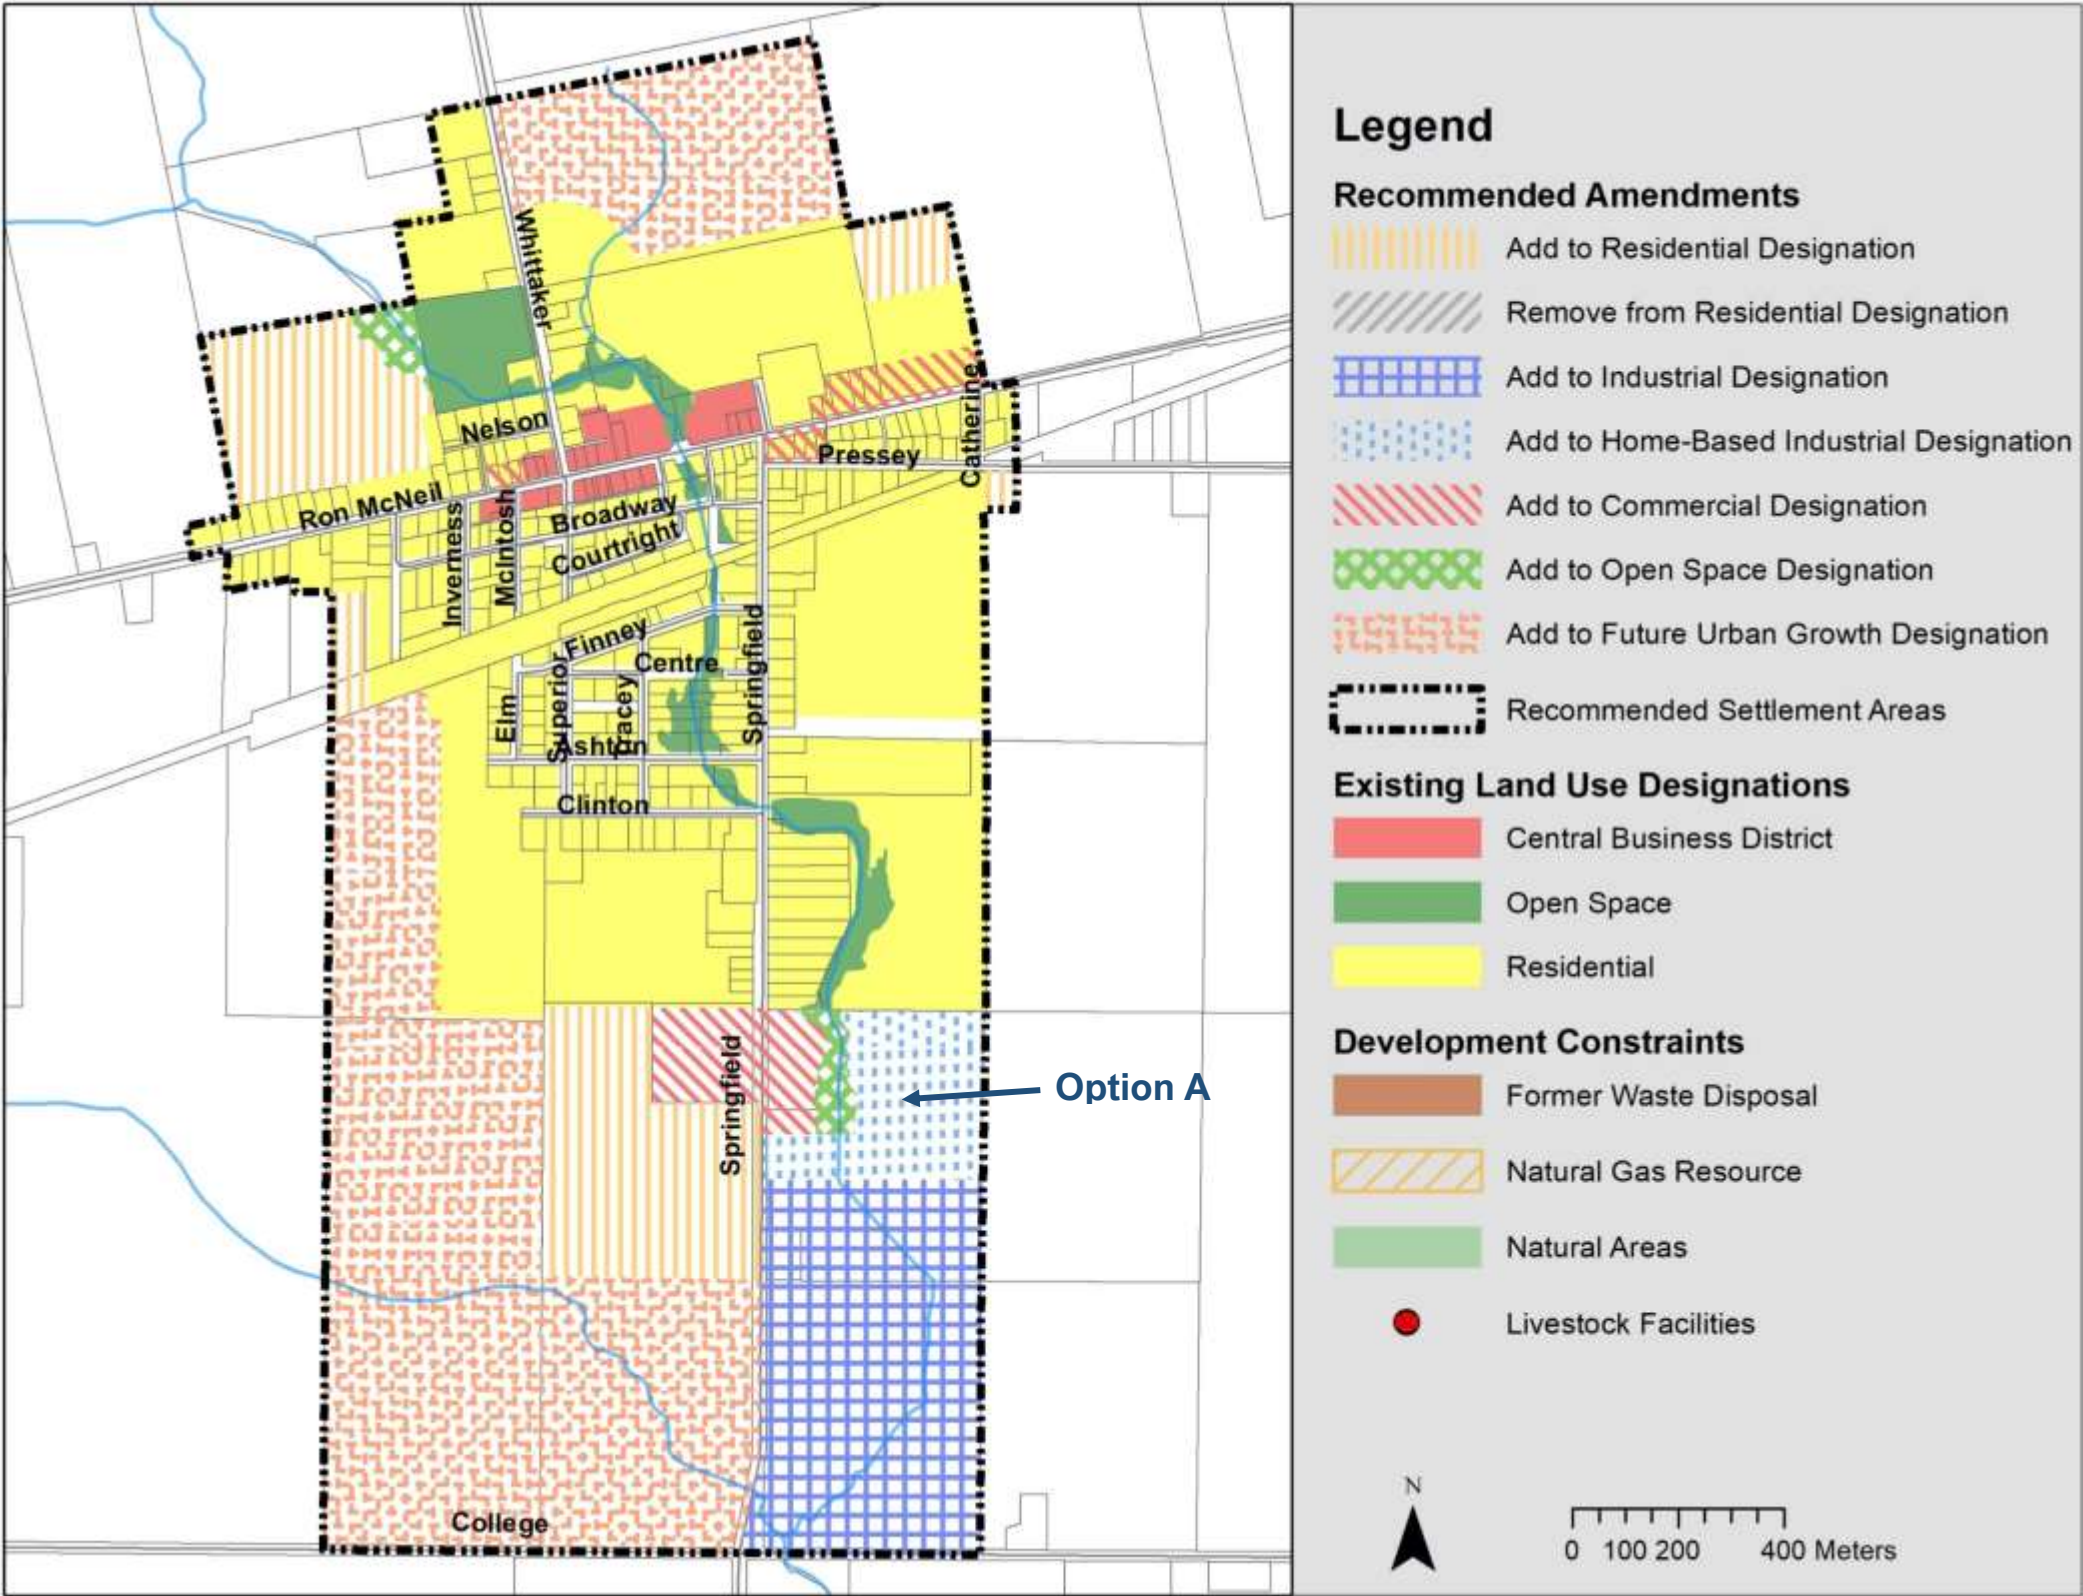 Whittaker
Nelson
Catherine
Pressey
Ron McNeil
Broadway
Inverness
McIntosh
Courtright
Finney
Springfield
Centre
Elm
Superior
Tracey
Ashton
Clinton
Springfield
Option A
College
Legend
Recommended Amendments
Add to Residential Designation
Remove from Residential Designation
Add to Industrial Designation
Add to Home-Based Industrial Designation
Add to Commercial Designation
Add to Open Space Designation
Add to Future Urban Growth Designation
Recommended Settlement Areas
Existing Land Use Designations
Central Business District
Open Space
Residential
Development Constraints
Former Waste Disposal
Natural Gas Resource
Natural Areas
Livestock Facilities
N
0 100 200 400 Meters